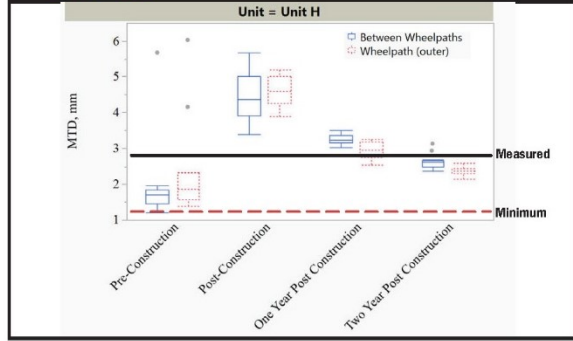 Unit = Unit H
Between Wheelpaths
Wheelpath (outer)
MTD, mm
6
5
4
3
2
1
Measured
Minimum
Pre-Construction
Post-Construction
One Year Post Construction
Two Year Post Construction